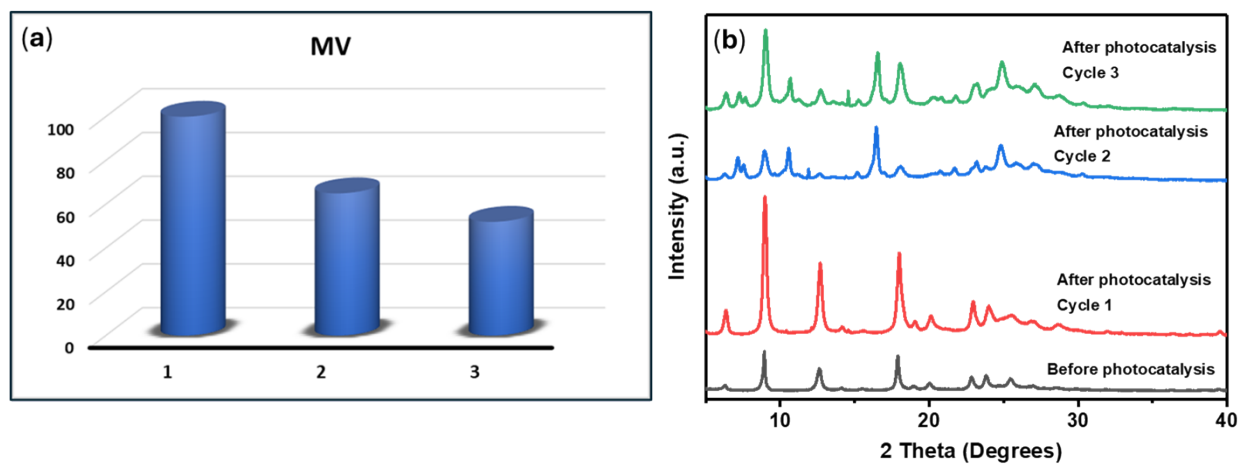 (a)
MV
100
80
60
40
20
0
1 2 3
(b)
After photocatalysis
Cycle 3
After photocatalysis
Cycle 2
After photocatalysis
Cycle 1
Before photocatalysis
Intensity (a.u.)
10 20 30 40
2 Theta (Degrees)